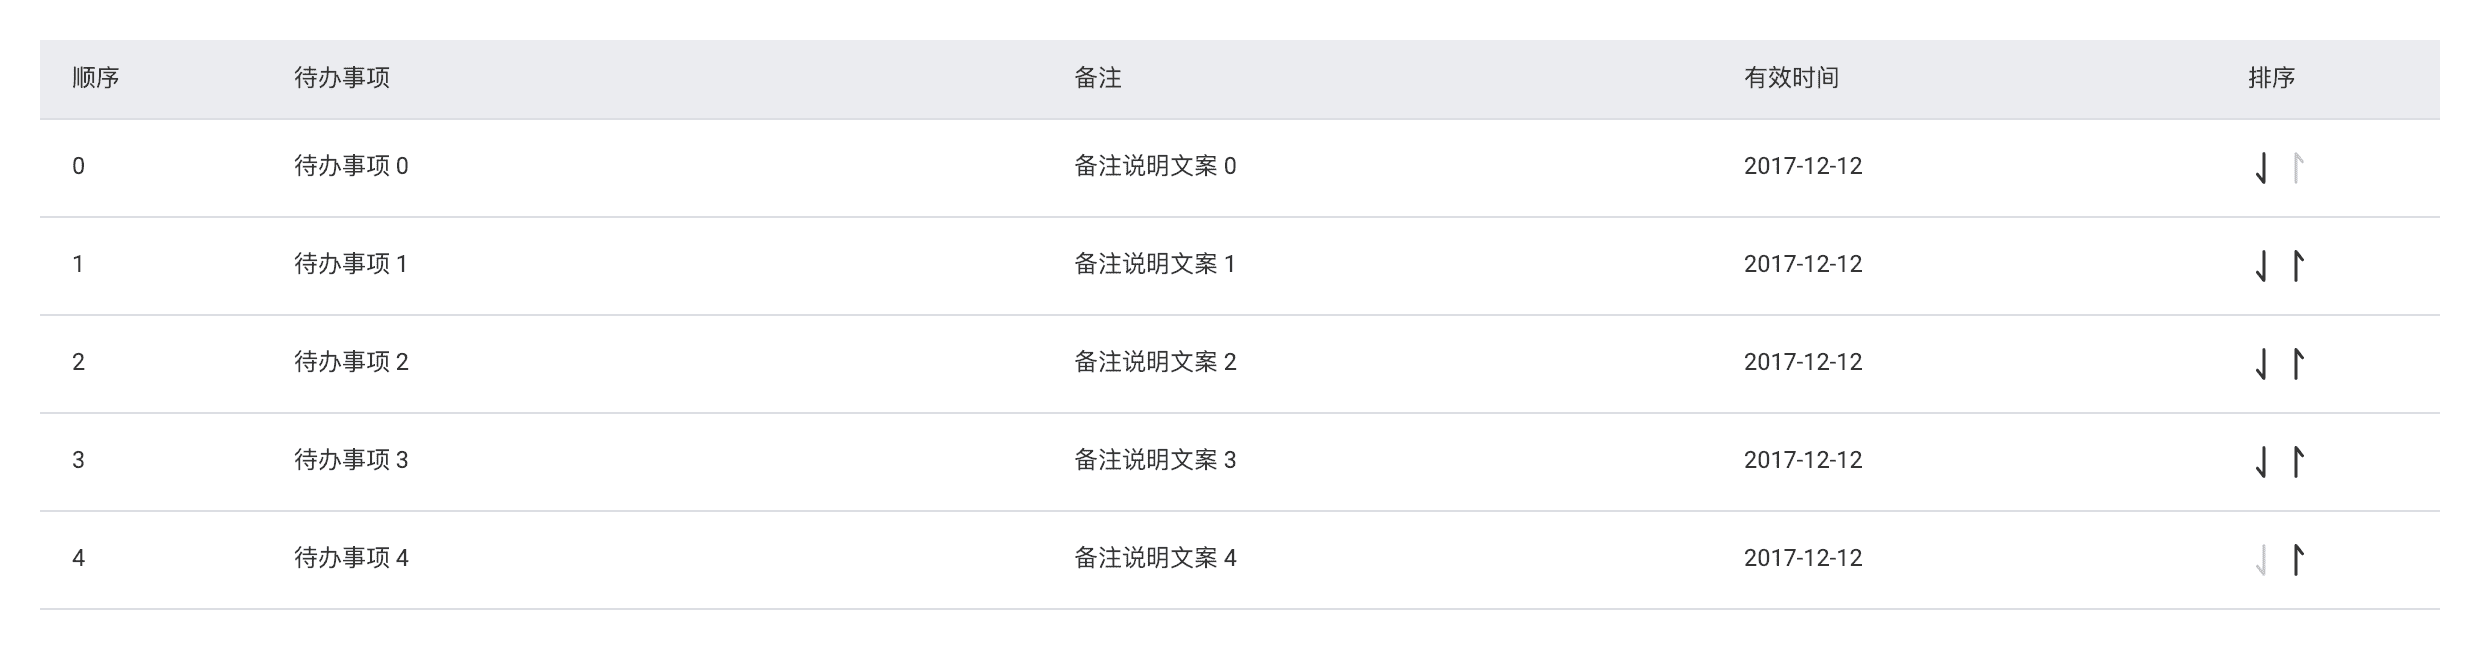 顺序 待办事项 备注 有效时间 排序
0 待办事项 0 备注说明文案 0 2017-12-12
1 待办事项 1 备注说明文案 1 2017-12-12
2 待办事项 2 备注说明文案 2 2017-12-12
3 待办事项 3 备注说明文案 3 2017-12-12
4 待办事项 4 备注说明文案 4 2017-12-12